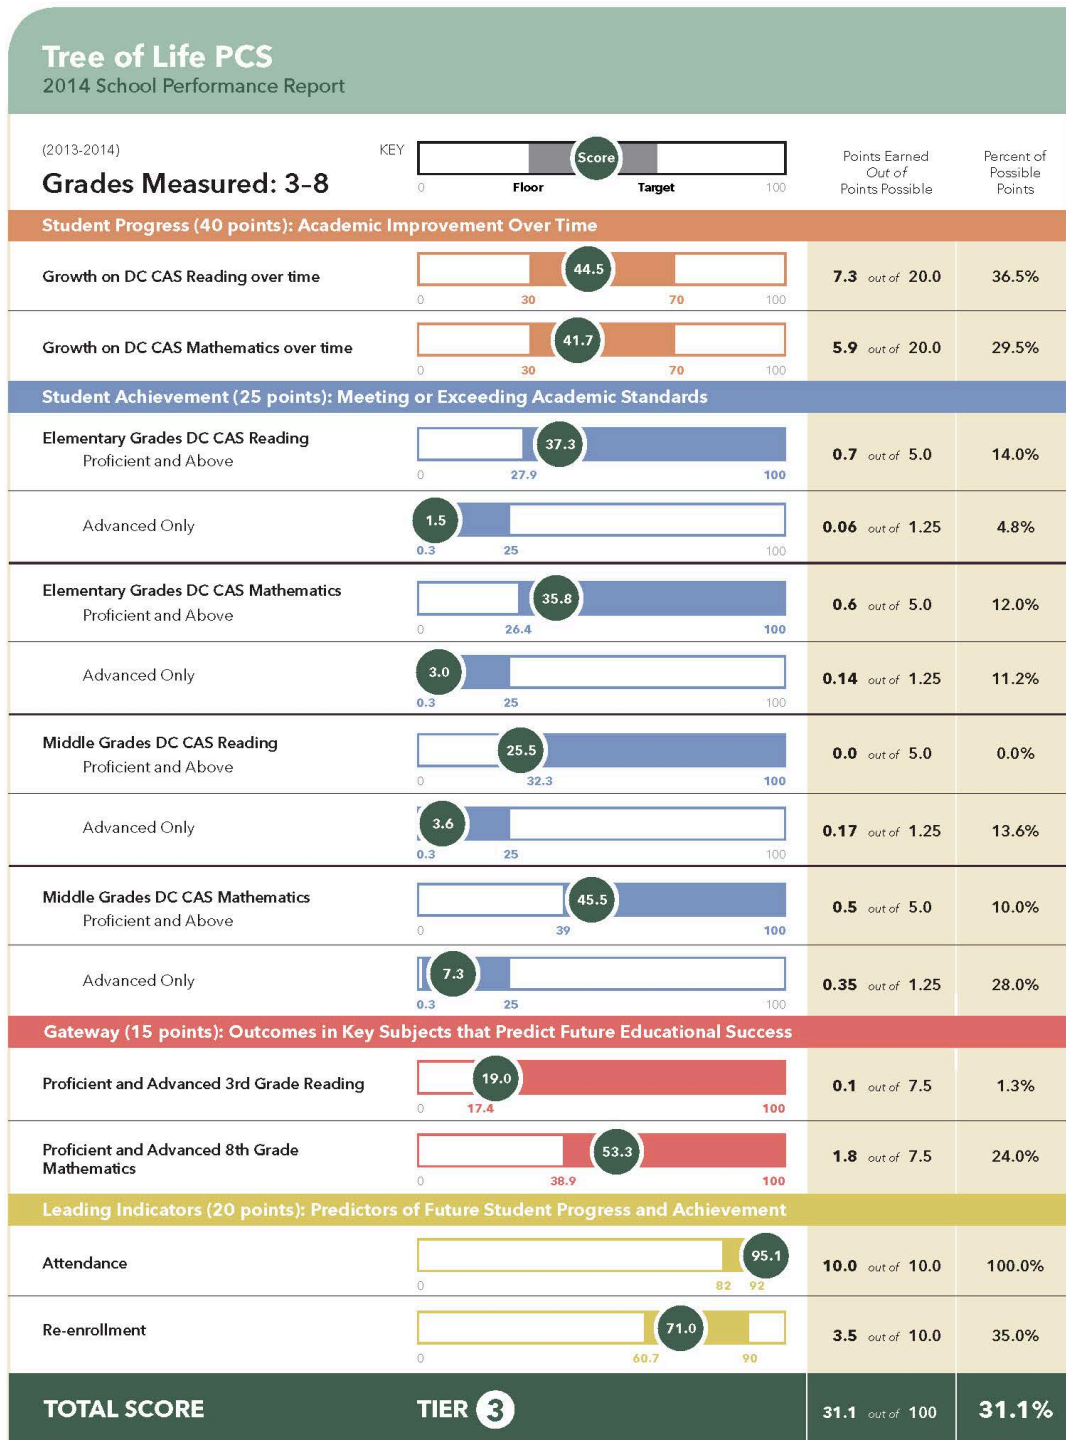 Tree of Life PCS
2014 School Performance Report
(2013-2014)
Grades Measured: 3–8
KEY
Score
0 Floor Target 100
Points Earned
Out of
Points Possible
Percent of
Possible
Points
Student Progress (40 points): Academic Improvement Over Time
Growth on DC CAS Reading over time
44.5
0 30 70 100
7.3 out of 20.0 36.5%
Growth on DC CAS Mathematics over time
41.7
0 30 70 100
5.9 out of 20.0 29.5%
Student Achievement (25 points): Meeting or Exceeding Academic Standards
Elementary Grades DC CAS Reading
Proficient and Above
37.3
0 27.9 100
0.7 out of 5.0 14.0%
Advanced Only
1.5
0.3 25 100
0.06 out of 1.25 4.8%
Elementary Grades DC CAS Mathematics
Proficient and Above
35.8
0 26.4 100
0.6 out of 5.0 12.0%
Advanced Only
3.0
0.3 25 100
0.14 out of 1.25 11.2%
Middle Grades DC CAS Reading
Proficient and Above
25.5
0 32.3 100
0.0 out of 5.0 0.0%
Advanced Only
3.6
0.3 25 100
0.17 out of 1.25 13.6%
Middle Grades DC CAS Mathematics
Proficient and Above
45.5
0 39 100
0.5 out of 5.0 10.0%
Advanced Only
7.3
0.3 25 100
0.35 out of 1.25 28.0%
Gateway (15 points): Outcomes in Key Subjects that Predict Future Educational Success
Proficient and Advanced 3rd Grade Reading
19.0
0 17.4 100
0.1 out of 7.5 1.3%
Proficient and Advanced 8th Grade
Mathematics
53.3
0 38.9 100
1.8 out of 7.5 24.0%
Leading Indicators (20 points): Predictors of Future Student Progress and Achievement
Attendance
95.1
0 82 92
10.0 out of 10.0 100.0%
Re-enrollment
71.0
0 60.7 90
3.5 out of 10.0 35.0%
TOTAL SCORE TIER 3 31.1 out of 100 31.1%